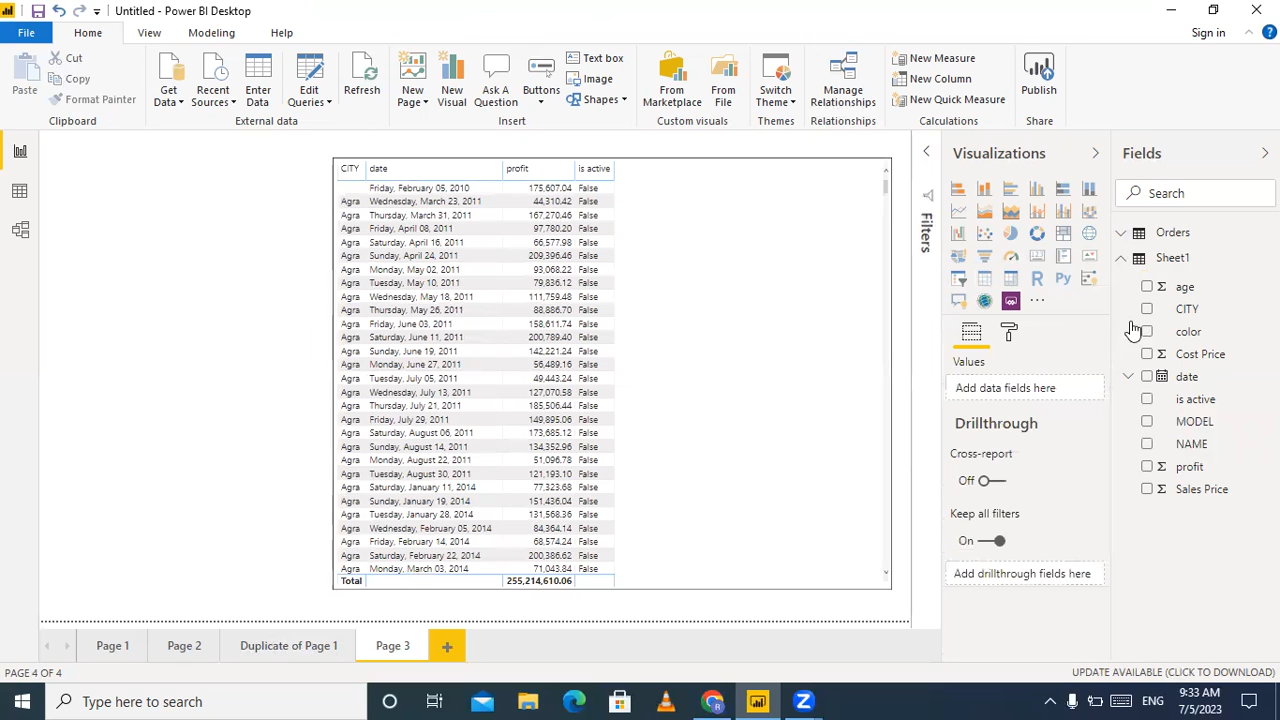 Untitled - Power BI Desktop
File Home View Modeling Help
Sign in
Paste
Cut
Copy
Format Painter
Clipboard
Get Data
Recent Sources
Enter Data
Edit Queries
Refresh
External data
New Page
New Visual
Ask A Question
Buttons
Text box
Image
Shapes
Insert
From Marketplace
From File
Custom visuals
Switch Theme
Themes
Manage Relationships
Relationships
New Measure
New Column
New Quick Measure
Calculations
Publish
Share
CITY date profit is active
Friday, February 05, 2010 175,607.04 False
Agra Wednesday, March 23, 2011 44,310.42 False
Agra Thursday, March 31, 2011 167,270.46 False
Agra Friday, April 08, 2011 97,780.20 False
Agra Saturday, April 16, 2011 66,577.98 False
Agra Sunday, April 24, 2011 209,396.46 False
Agra Monday, May 02, 2011 93,068.22 False
Agra Tuesday, May 10, 2011 79,836.12 False
Agra Wednesday, May 18, 2011 111,759.48 False
Agra Thursday, May 26, 2011 88,886.70 False
Agra Friday, June 03, 2011 158,611.74 False
Agra Saturday, June 11, 2011 200,789.40 False
Agra Sunday, June 19, 2011 142,221.24 False
Agra Monday, June 27, 2011 56,489.16 False
Agra Tuesday, July 05, 2011 49,443.24 False
Agra Wednesday, July 13, 2011 127,070.58 False
Agra Thursday, July 21, 2011 185,506.44 False
Agra Friday, July 29, 2011 149,895.06 False
Agra Saturday, August 06, 2011 173,685.12 False
Agra Sunday, August 14, 2011 134,352.96 False
Agra Monday, August 22, 2011 51,096.78 False
Agra Tuesday, August 30, 2011 121,193.10 False
Agra Saturday, January 11, 2014 77,323.68 False
Agra Sunday, January 19, 2014 151,436.04 False
Agra Tuesday, January 28, 2014 131,568.36 False
Agra Wednesday, February 05, 2014 84,364.14 False
Agra Friday, February 14, 2014 68,574.24 False
Agra Saturday, February 22, 2014 200,386.62 False
Agra Monday, March 03, 2014 71,043.84 False
Total 255,214,610.06
Filters
Visualizations
R Py
Values
Add data fields here
Drillthrough
Cross-report
Off
Keep all filters
On
Add drillthrough fields here
Fields
Search
Orders
Sheet1
age
CITY
color
Cost Price
date
is active
MODEL
NAME
profit
Sales Price
Page 1 Page 2 Duplicate of Page 1 Page 3
PAGE 4 OF 4
UPDATE AVAILABLE (CLICK TO DOWNLOAD)
Type here to search
ENG
9:33 AM
7/5/2023